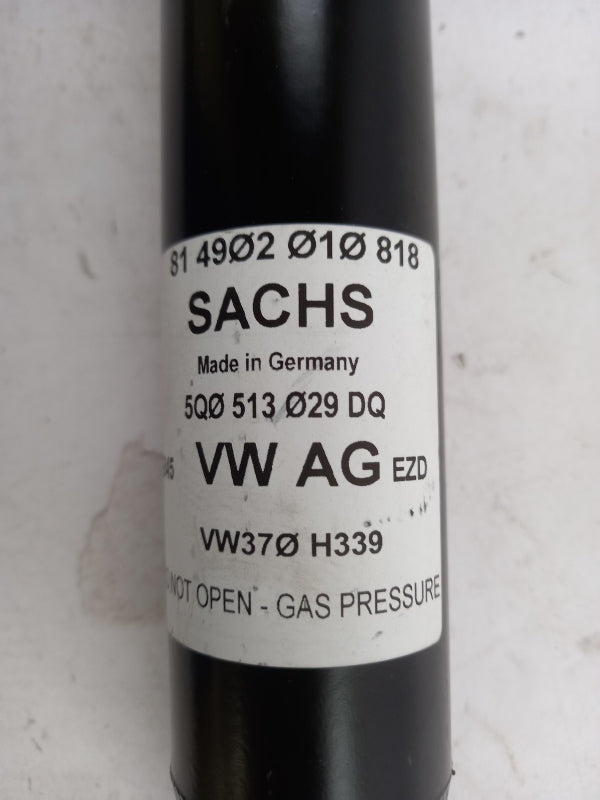 81 49Ø2 Ø1Ø 818
SACHS
Made in Germany
5QØ 513 Ø29 DQ
VW AG EZD
VW37Ø H339
NOT OPEN - GAS PRESSURE